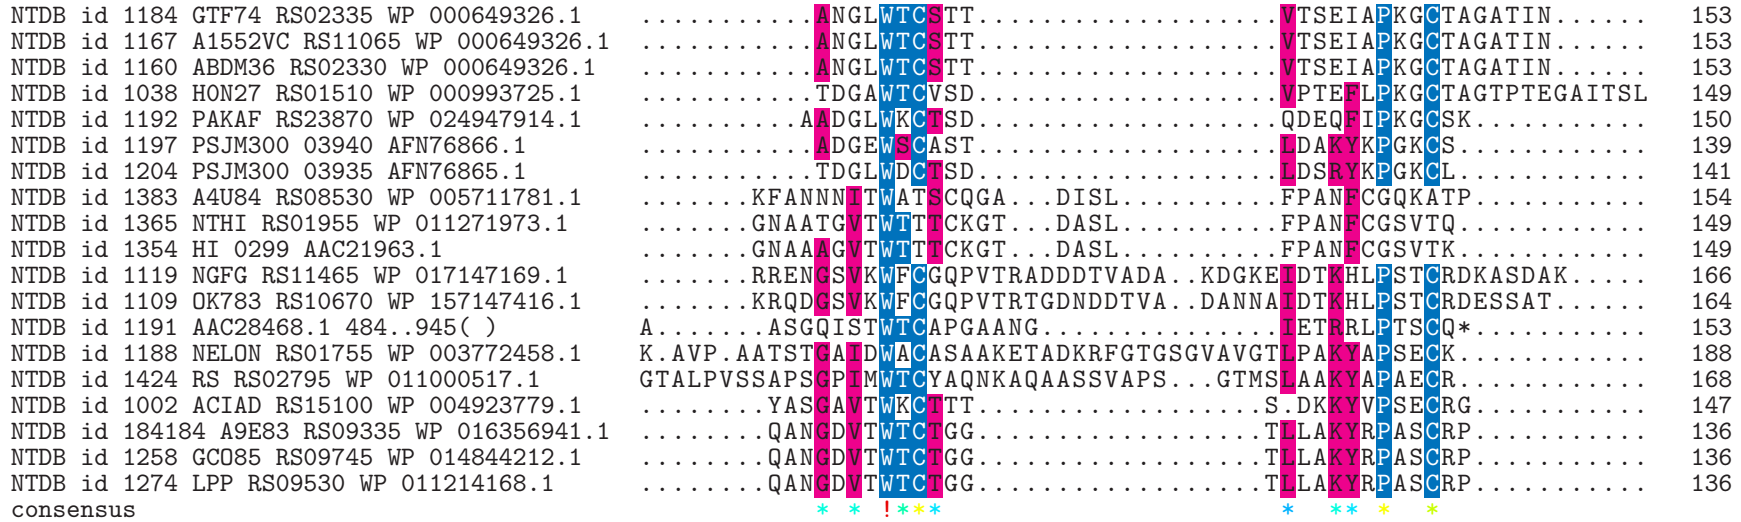 NTDB id 1184 GTF74 RS02335 WP 000649326.1 ...........ANGLWTCSTT...................VTSEIAPKGCTAGATIN...... 153
NTDB id 1167 A1552VC RS11065 WP 000649326.1 ...........ANGLWTCSTT...................VTSEIAPKGCTAGATIN...... 153
NTDB id 1160 ABDM36 RS02330 WP 000649326.1 ...........ANGLWTCSTT...................VTSEIAPKGCTAGATIN...... 153
NTDB id 1038 HON27 RS01510 WP 000993725.1 ...........TDGAWTCVSD...................VPTEFLPKGCTAGTPTEGAITSL 149
NTDB id 1192 PAKAF RS23870 WP 024947914.1 ..........AADGLWKCTSD...................QDEQFIPKGCSK........... 150
NTDB id 1197 PSJM300 03940 AFN76866.1 ...........ADGEWSCAST...................LDAKYKPGKCS............ 139
NTDB id 1204 PSJM300 03935 AFN76865.1 ...........TDGLWDCTSD...................LDSRYKPGKCL............ 141
NTDB id 1383 A4U84 RS08530 WP 005711781.1 .......KFANNNITWATSCQGA...DISL..........FPANFCGQKATP........... 154
NTDB id 1365 NTHI RS01955 WP 011271973.1 .......GNAATGVTWTTTCKGT...DASL..........FPANFCGSVTQ............ 149
NTDB id 1354 HI 0299 AAC21963.1 .......GNAAAGVTWTTTCKGT...DASL..........FPANFCGSVTK............ 149
NTDB id 1119 NGFG RS11465 WP 017147169.1 .......RRENGSVKWFCGQPVTRADDDTVADA..KDGKEIDTKHLPSTCRDKASDAK..... 166
NTDB id 1109 OK783 RS10670 WP 157147416.1 .......KRQDGSVKWFCGQPVTRTGDNDDTVA..DANNAIDTKHLPSTCRDESSAT...... 164
NTDB id 1191 AAC28468.1 484..945( ) A.......ASGQISTWTCAPGAANG...............IETRRLPTSCQ*........... 153
NTDB id 1188 NELON RS01755 WP 003772458.1 K.AVP.AATSTGAIDWACASAAKETADKRFGTGSGVAVGTLPAKYAPSECK............ 188
NTDB id 1424 RS RS02795 WP 011000517.1 GTALPVSSAPSGPIMWTCYAQNKAQAASSVAPS...GTMSLAAKYAPAECR............ 168
NTDB id 1002 ACIAD RS15100 WP 004923779.1 ........YASGAVTWKCTTT..................S.DKKYVPSECRG........... 147
NTDB id 184184 A9E83 RS09335 WP 016356941.1 ........QANGDVTWTCTGG..................TLLAKYRPASCRP........... 136
NTDB id 1258 GCO85 RS09745 WP 014844212.1 ........QANGDVTWTCTGG..................TLLAKYRPASCRP........... 136
NTDB id 1274 LPP RS09530 WP 011214168.1 ........QANGDVTWTCTGG..................TLLAKYRPASCRP........... 136
consensus * * !*** * ** * *